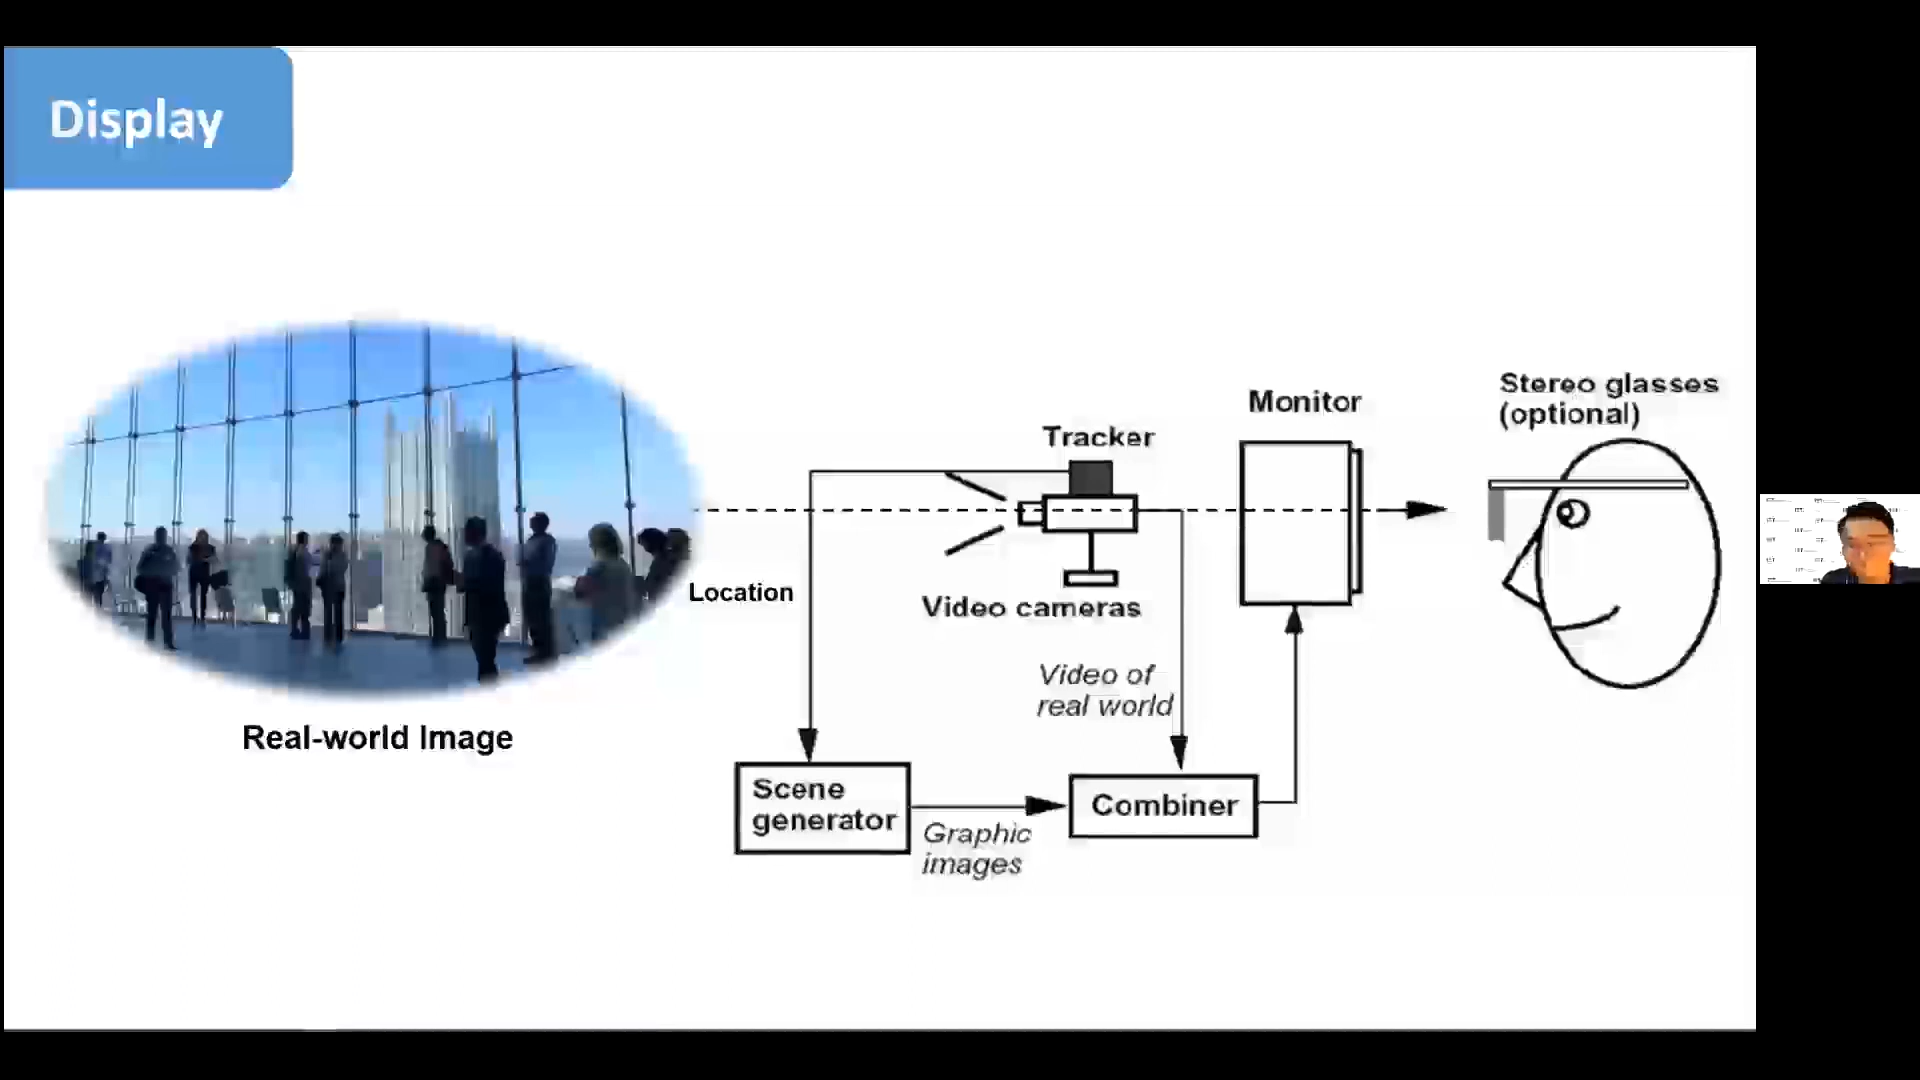 Display
Stereo glasses
(optional)
Monitor
Tracker
Location
Video cameras
Video of
real world
Real-world Image
Scene
generator
Combiner
Graphic
images